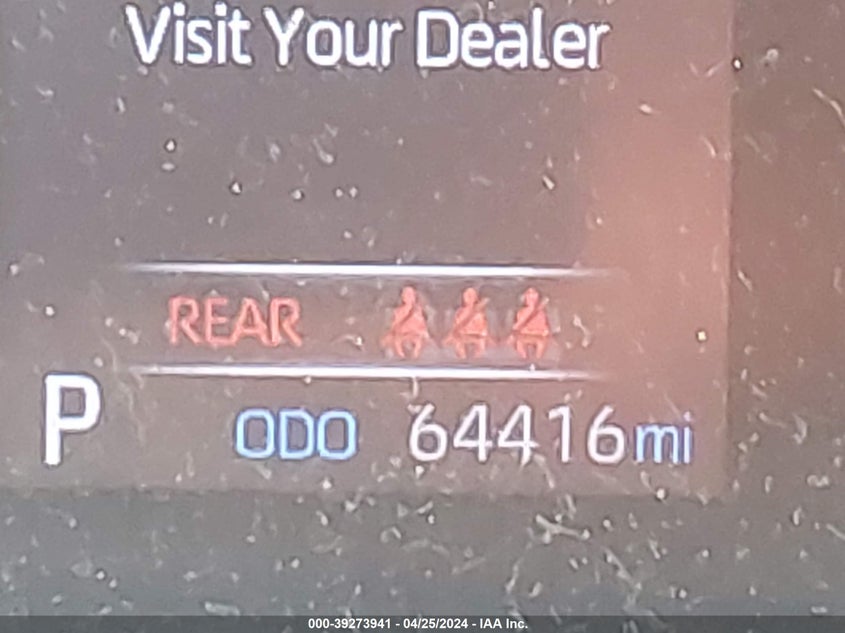 Visit Your Dealer
REAR
P ODO 64416mi
000-39273941 - 04/25/2024 - IAA Inc.